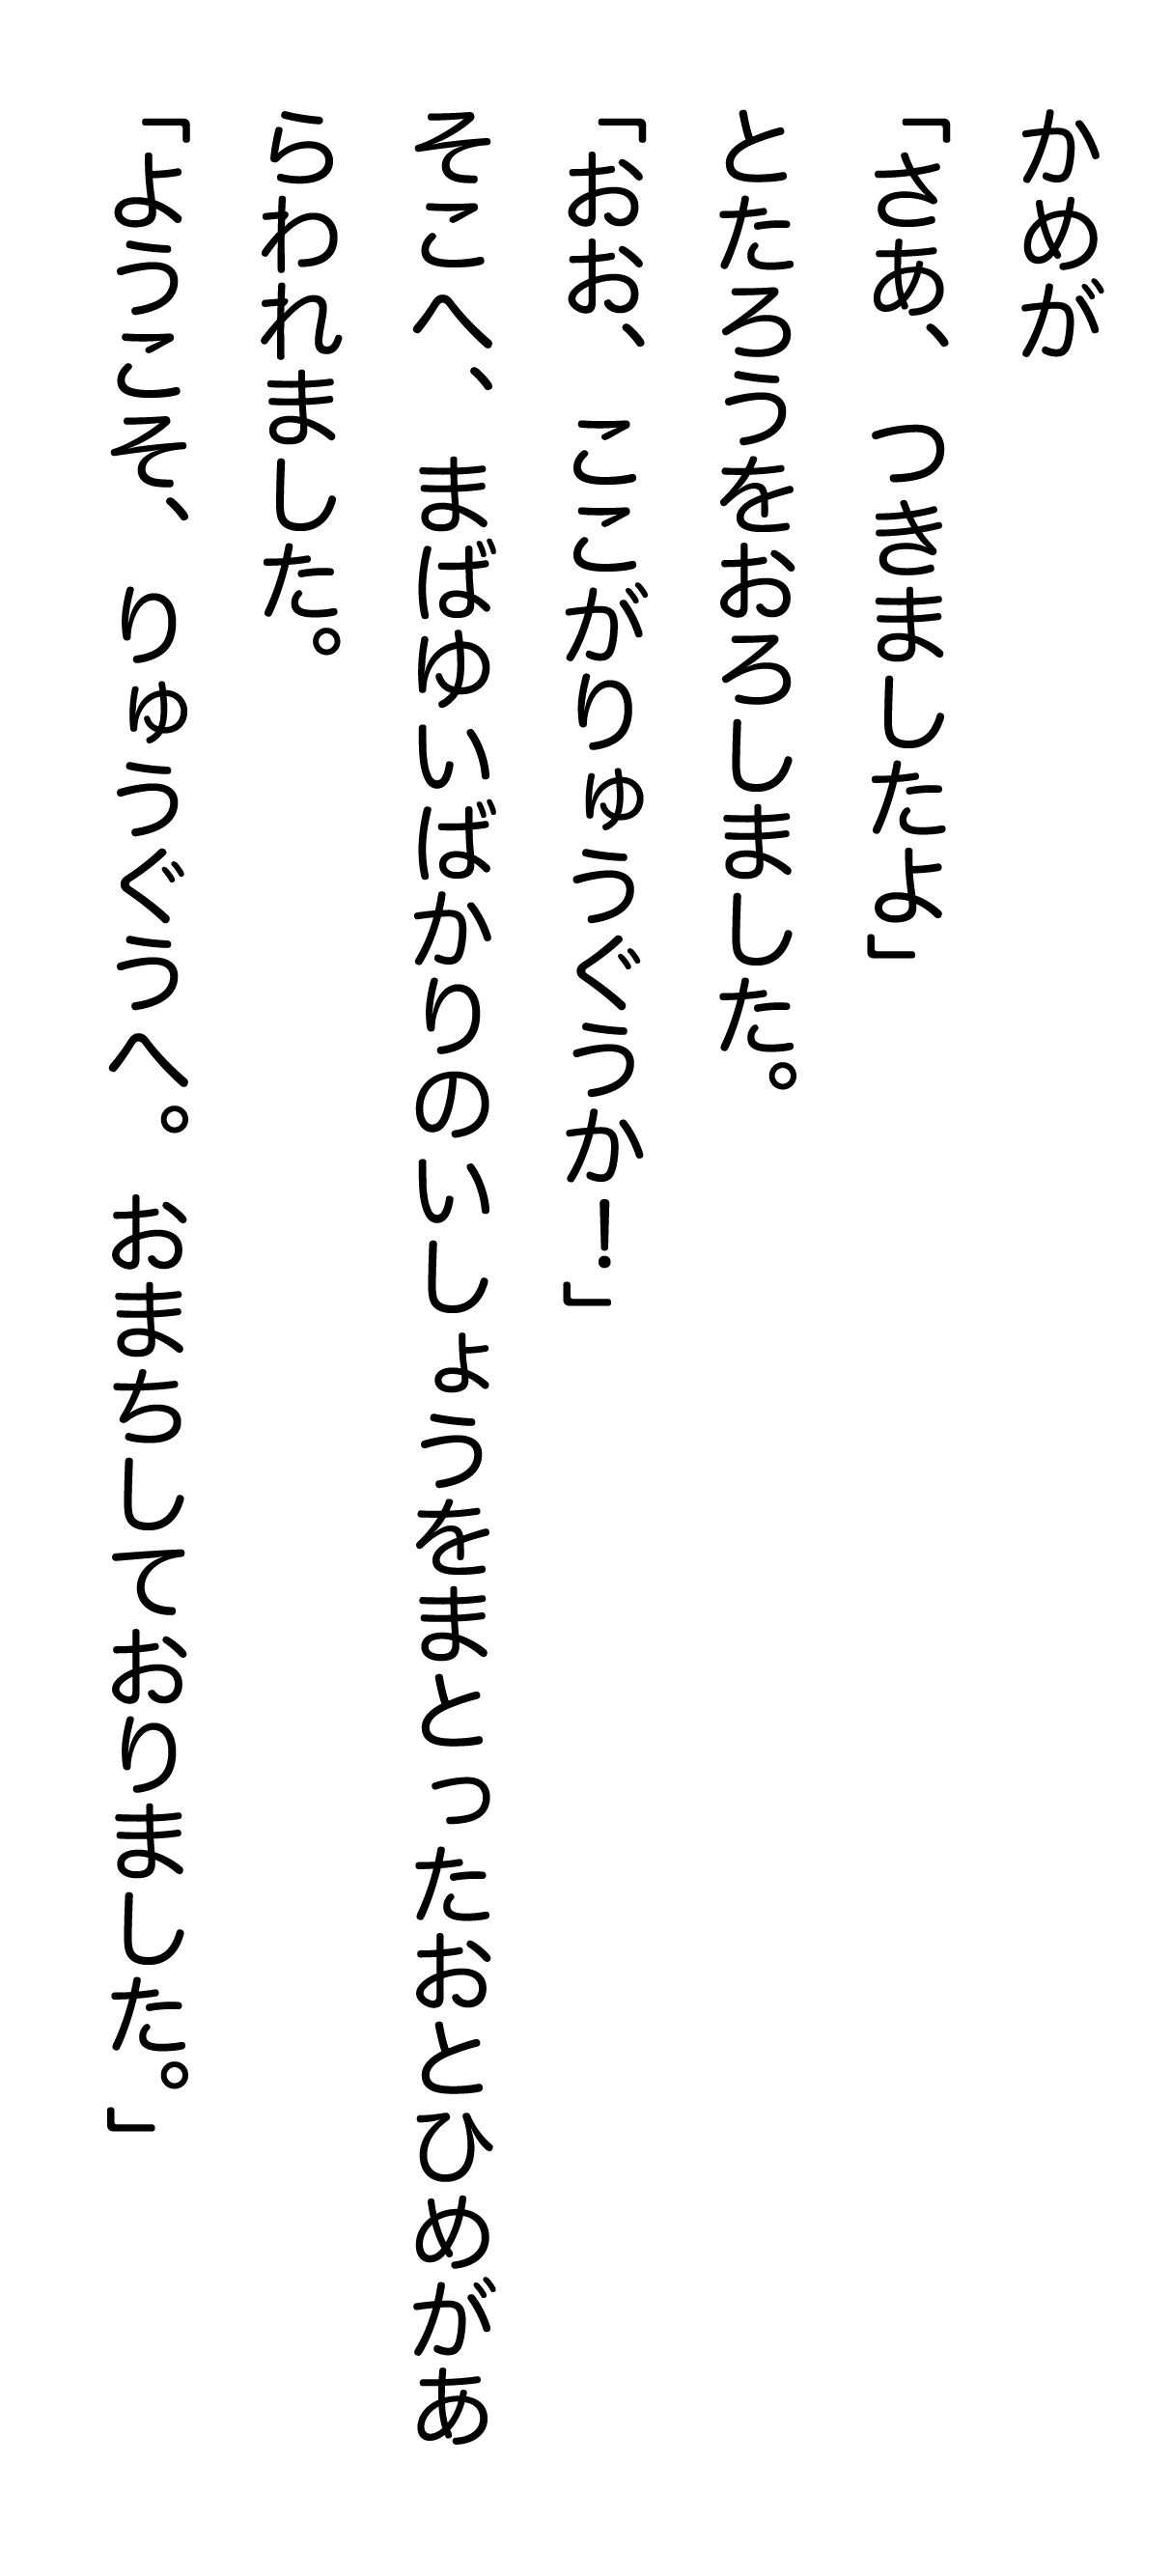 かめが
「さあ、　つきましたよ」
とたろうをおろしました。
「おお、　ここがりゅうぐうか！」
そこへ、　まばゆいばかりのいしょうをまとったおとひめがあ
らわれました。
「ようこそ、　りゅうぐうへ。　おまちしておりました。」